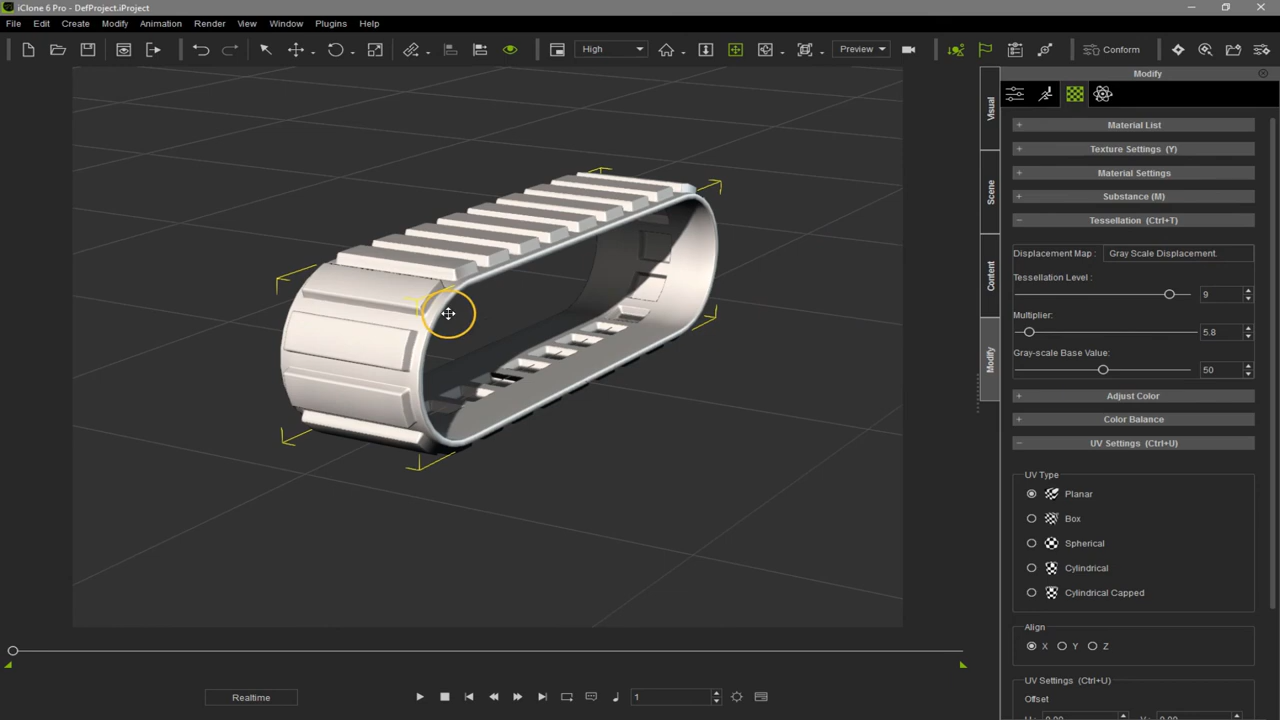 iClone 6 Pro - DefProject.iProject
File Edit Create Modify Animation Render View Window Plugins Help
High Preview Conform
Modify
Visual
Scene
Content
Modify
Material List
Texture Settings (Y)
Material Settings
Substance (M)
Tessellation (Ctrl+T)
Displacement Map : Gray Scale Displacement.
Tessellation Level :
9
Multiplier:
5.8
Gray-scale Base Value:
50
Adjust Color
Color Balance
UV Settings (Ctrl+U)
UV Type
Planar
Box
Spherical
Cylindrical
Cylindrical Capped
Align
X Y Z
UV Settings (Ctrl+U)
Offset
Realtime 1